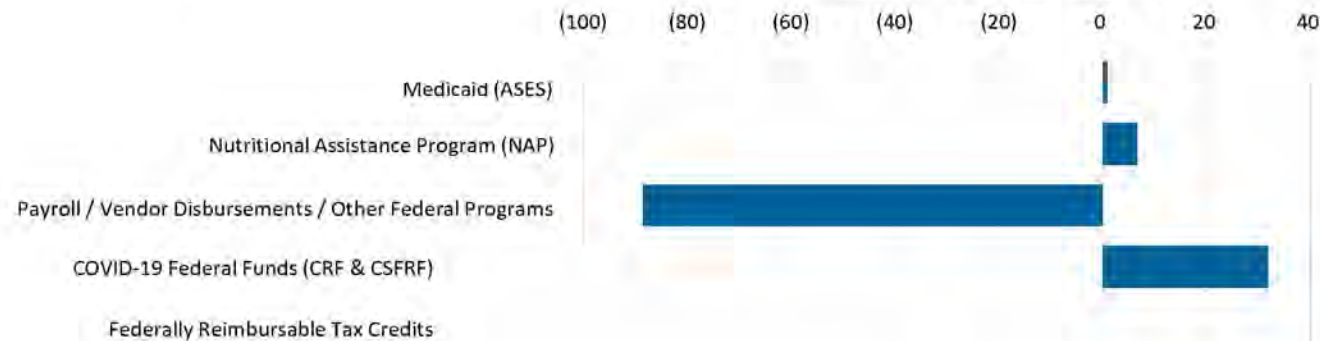 (100) (80) (60) (40) (20) 0 20 40
Medicaid (ASES)
Nutritional Assistance Program (NAP)
Payroll / Vendor Disbursements / Other Federal Programs
COVID-19 Federal Funds (CRF & CSFRF)
Federally Reimbursable Tax Credits